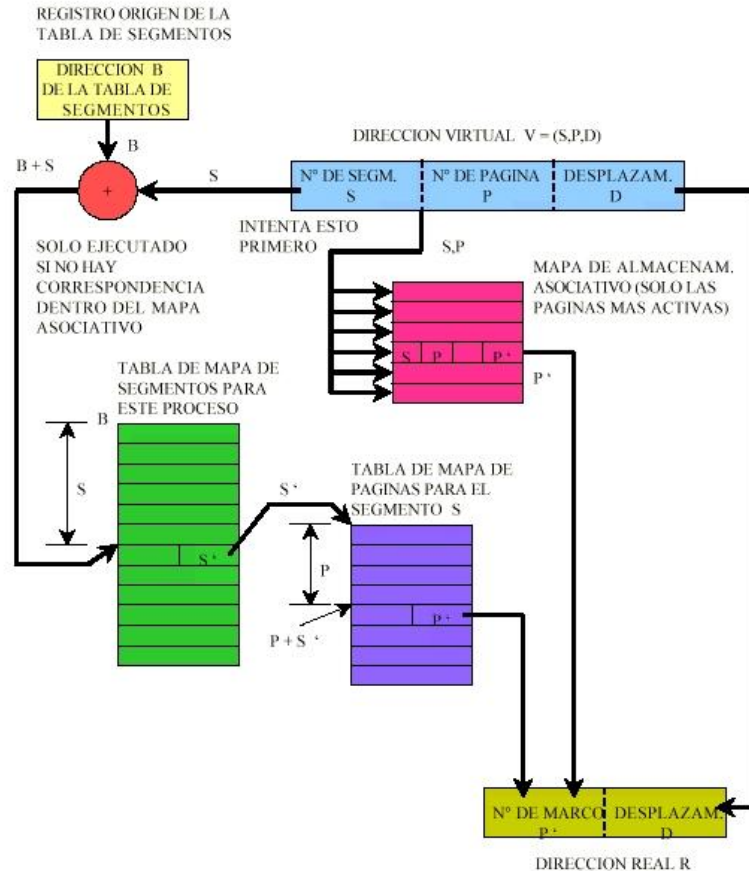 REGISTRO ORIGEN DE LA
TABLA DE SEGMENTOS
DIRECCION B
DE LA TABLA DE
SEGMENTOS
B
DIRECCION VIRTUAL V = (S,P,D)
B + S
+
S
Nº DE SEGM.
S
Nº DE PAGINA
P
DESPLAZAM.
D
INTENTA ESTO
PRIMERO
S,P
SOLO EJECUTADO
SI NO HAY
CORRESPONDENCIA
DENTRO DEL MAPA
ASOCIATIVO
MAPA DE ALMACENAM.
ASOCIATIVO (SOLO LAS
PAGINAS MAS ACTIVAS)
S P P‘
P‘
TABLA DE MAPA DE
SEGMENTOS PARA
ESTE PROCESO
B
S
S‘
S‘
TABLA DE MAPA DE
PAGINAS PARA EL
SEGMENTO S
P
P‘
P + S ‘
Nº DE MARCO
P‘
DESPLAZAM.
D
DIRECCION REAL R